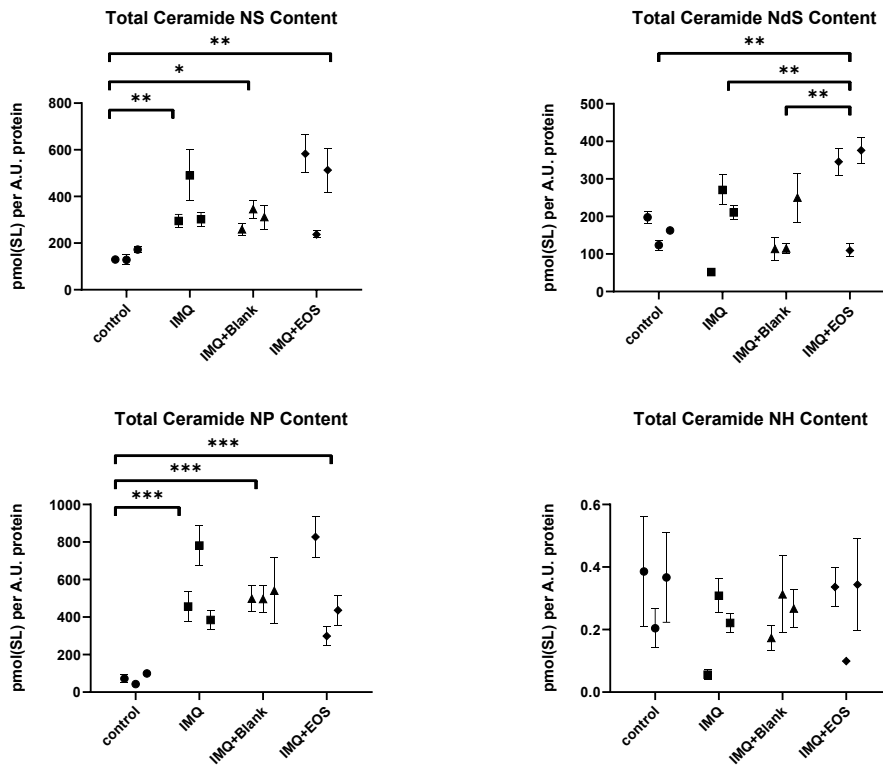 Total Ceramide NS Content
**
*
**
800
600
400
200
0
pmol(SL) per A.U. protein
control
IMQ
IMQ+Blank
IMQ+EOS
Total Ceramide NdS Content
**
**
**
500
400
300
200
100
0
pmol(SL) per A.U. protein
control
IMQ
IMQ+Blank
IMQ+EOS
Total Ceramide NP Content
***
***
***
1000
800
600
400
200
0
pmol(SL) per A.U. protein
control
IMQ
IMQ+Blank
IMQ+EOS
Total Ceramide NH Content
0.6
0.4
0.2
0.0
pmol(SL) per A.U. protein
control
IMQ
IMQ+Blank
IMQ+EOS